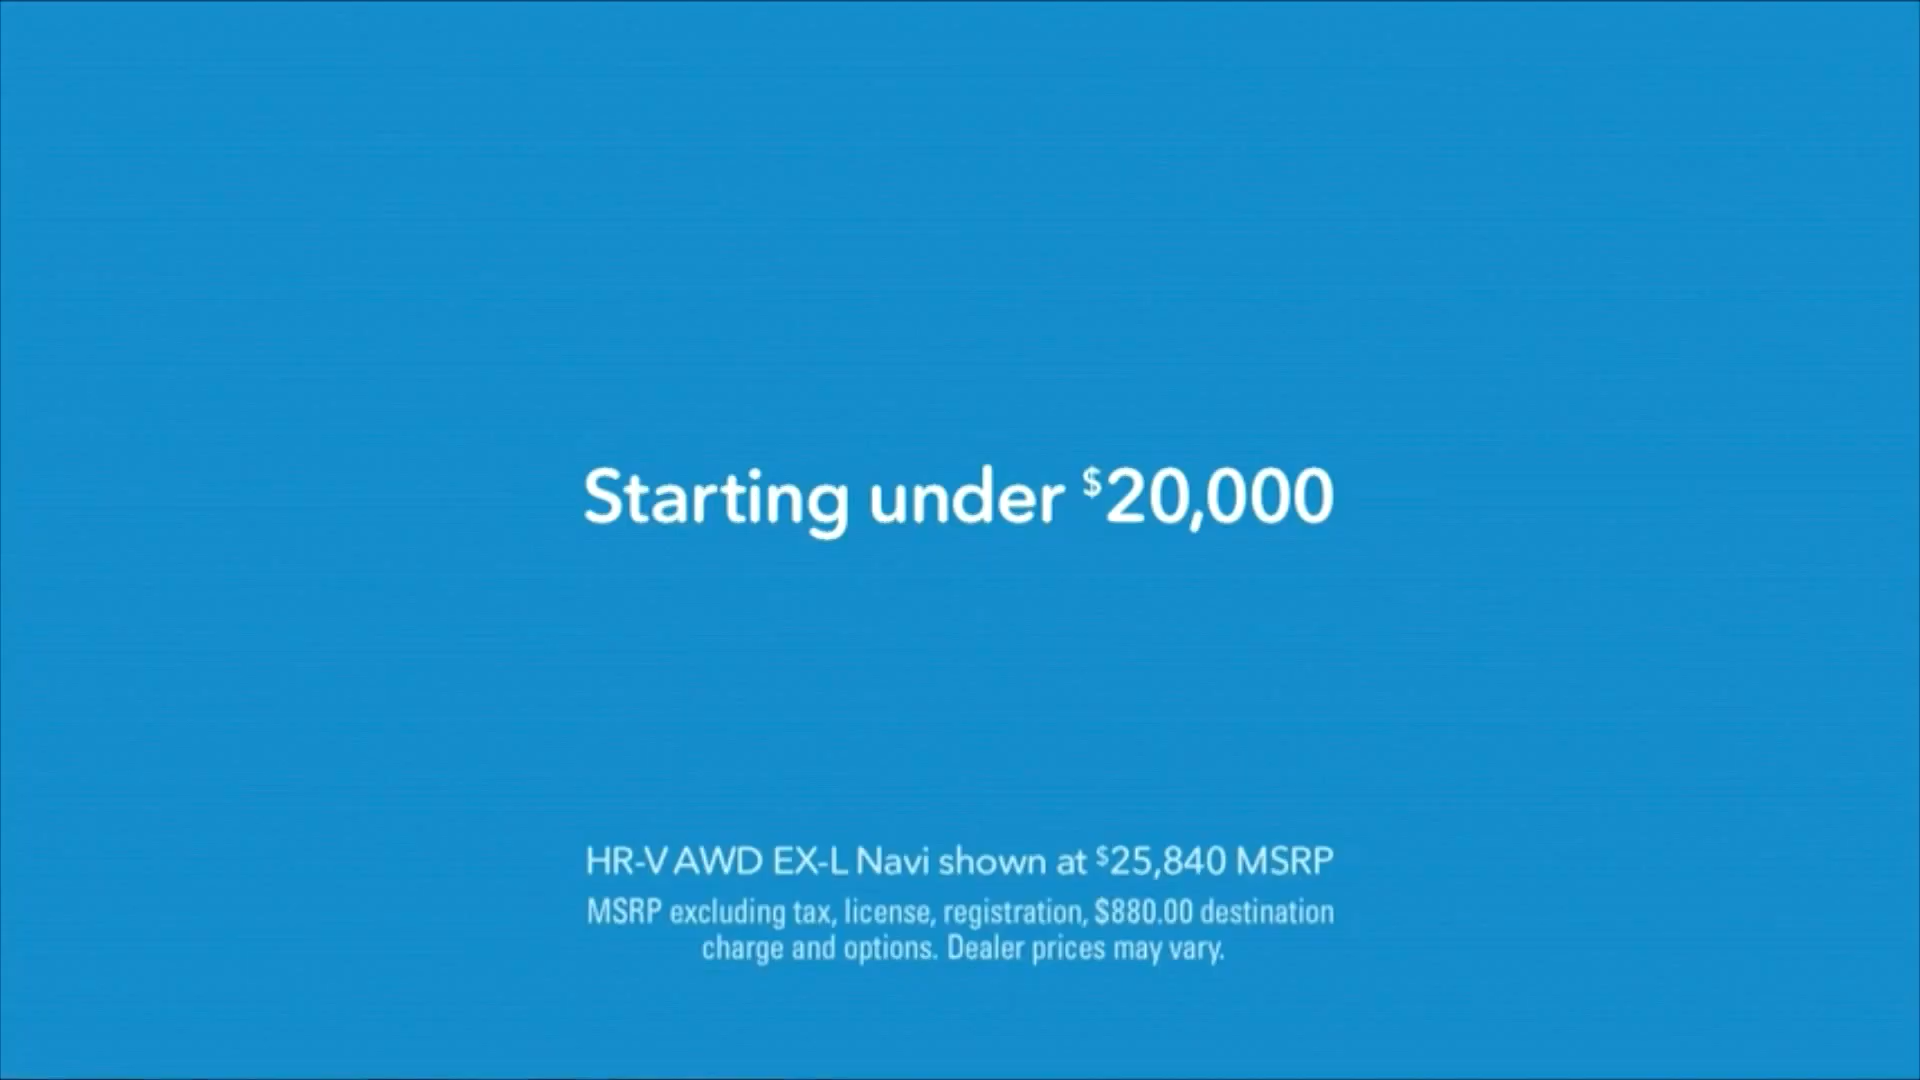 Starting under $20,000
HR-V AWD EX-L Navi shown at $25,840 MSRP
MSRP excluding tax, license, registration, $880.00 destination
charge and options. Dealer prices may vary.